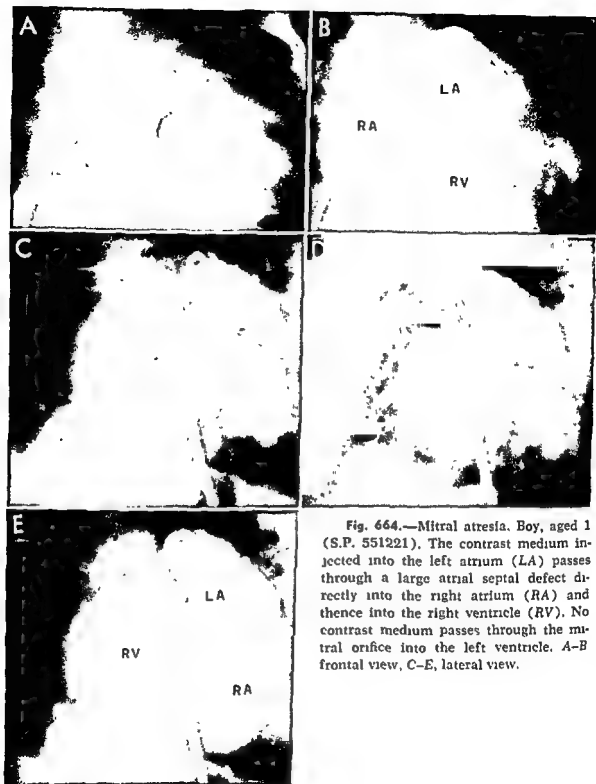 A
B
LA
RA
RV
C
D
E
LA
RV
RA
Fig. 664.—Mitral atresia. Boy, aged 1
(S.P. 551221). The contrast medium in-
jected into the left atrium (LA) passes
through a large atrial septal defect di-
rectly into the right atrium (RA) and
thence into the right ventricle (RV). No
contrast medium passes through the mi-
tral orifice into the left ventricle. A-B
frontal view, C-E, lateral view.